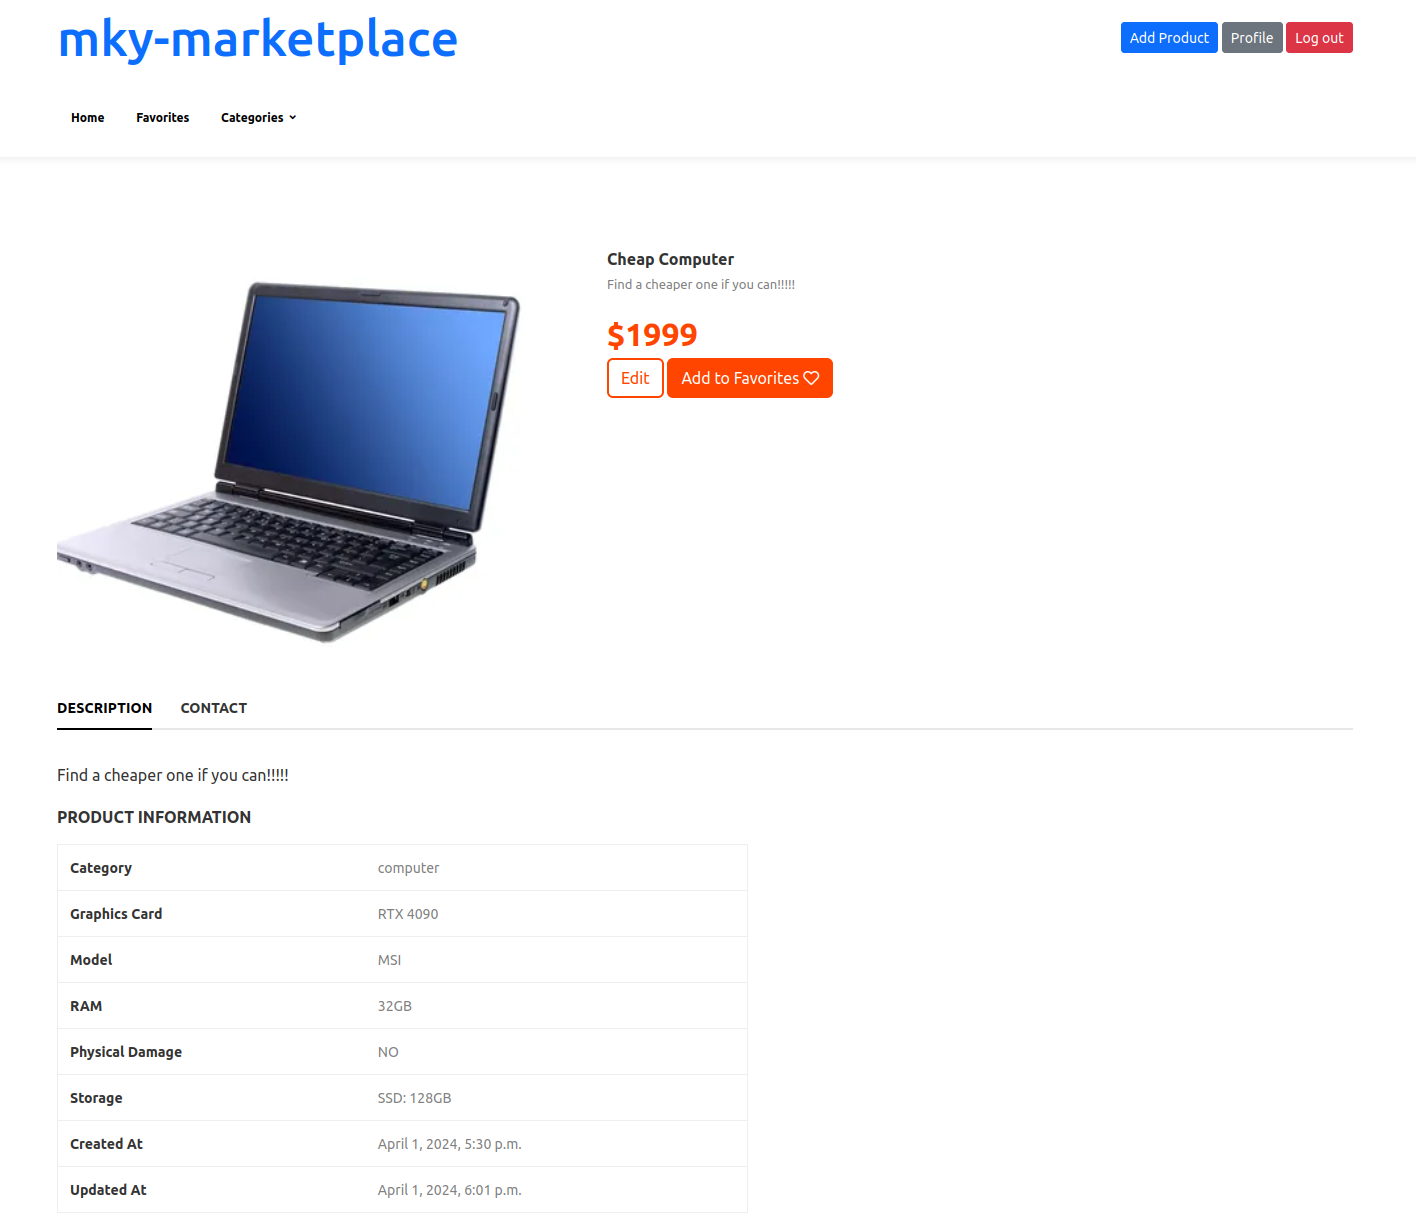 mky-marketplace
Add Product Profile Log out
Home Favorites Categories
Cheap Computer
Find a cheaper one if you can!!!!!
$1999
Edit Add to Favorites
DESCRIPTION CONTACT
Find a cheaper one if you can!!!!!
PRODUCT INFORMATION
Category computer
Graphics Card RTX 4090
Model MSI
RAM 32GB
Physical Damage NO
Storage SSD: 128GB
Created At April 1, 2024, 5:30 p.m.
Updated At April 1, 2024, 6:01 p.m.